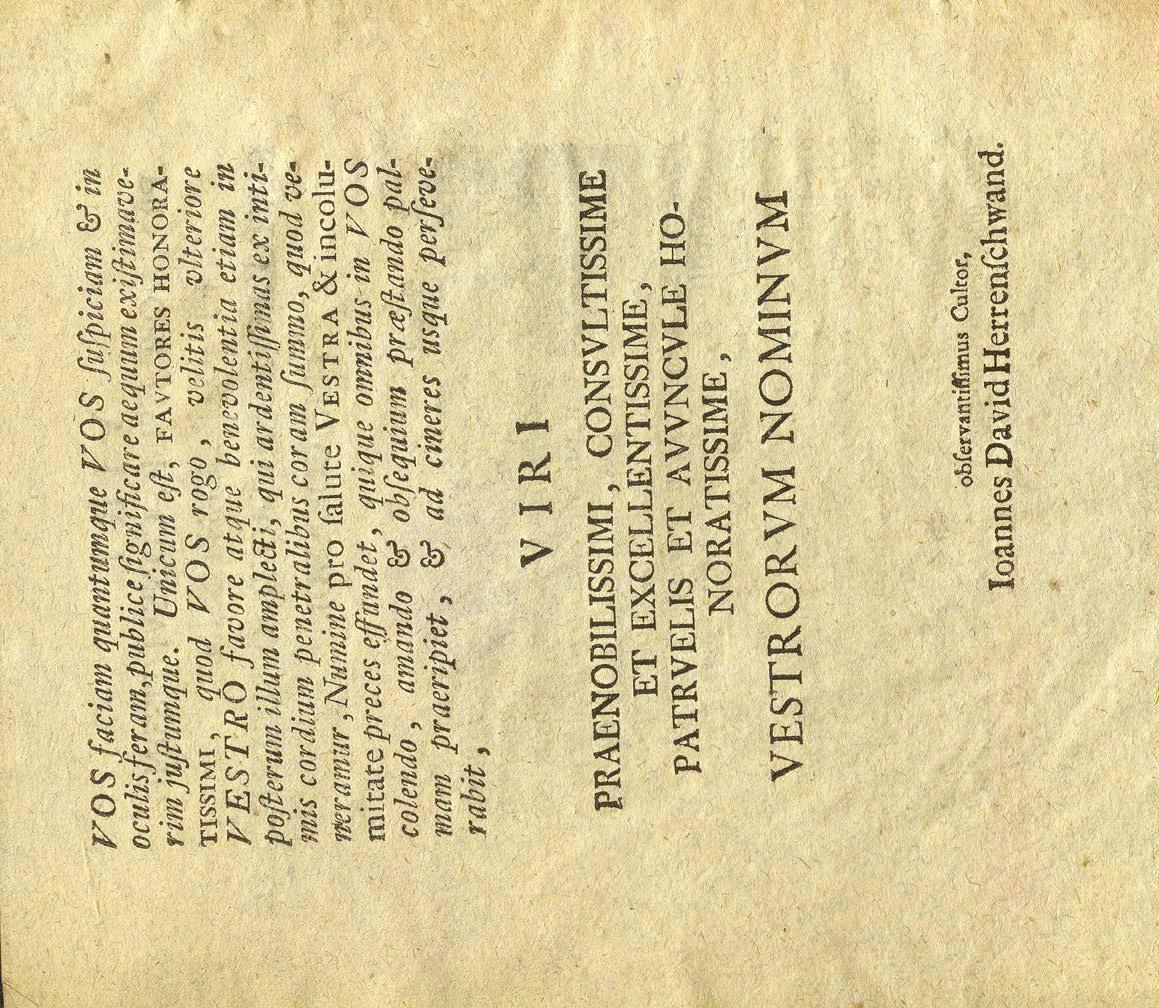 VOS faciam quantumque VOS ſuſpiciam & in
oculis feram, publice ſignificare aequum exiſtimave-
rim juſtumque. Unicum eſt, FAVTORES HONORA-
TISSIMI, quod VOS rogo, velitis vlteriore
VESTRO favore atque benevolentia etiam in
poſterum illum amplecti, qui ardentiſſimas ex inti-
mis cordium penetralibus coram ſummo, quod ve-
neramur, Numine pro ſalute VESTRA & incolu-
mitate preces effundet, quique omnibus in VOS
colendo, amando & obſequium præſtando pal-
mam praeripiet, & ad cineres usque perſeve-
rabit,
VIRI
PRAENOBILISSIMI, CONSVLTISSIME
ET EXCELLENTISSIME,
PATRVELIS ET AVVNCVLE HO-
NORATISSIME,
VESTRORVM NOMINVM
obſervantiſſimus Cultor,
Ioannes David Herrenſchwand.